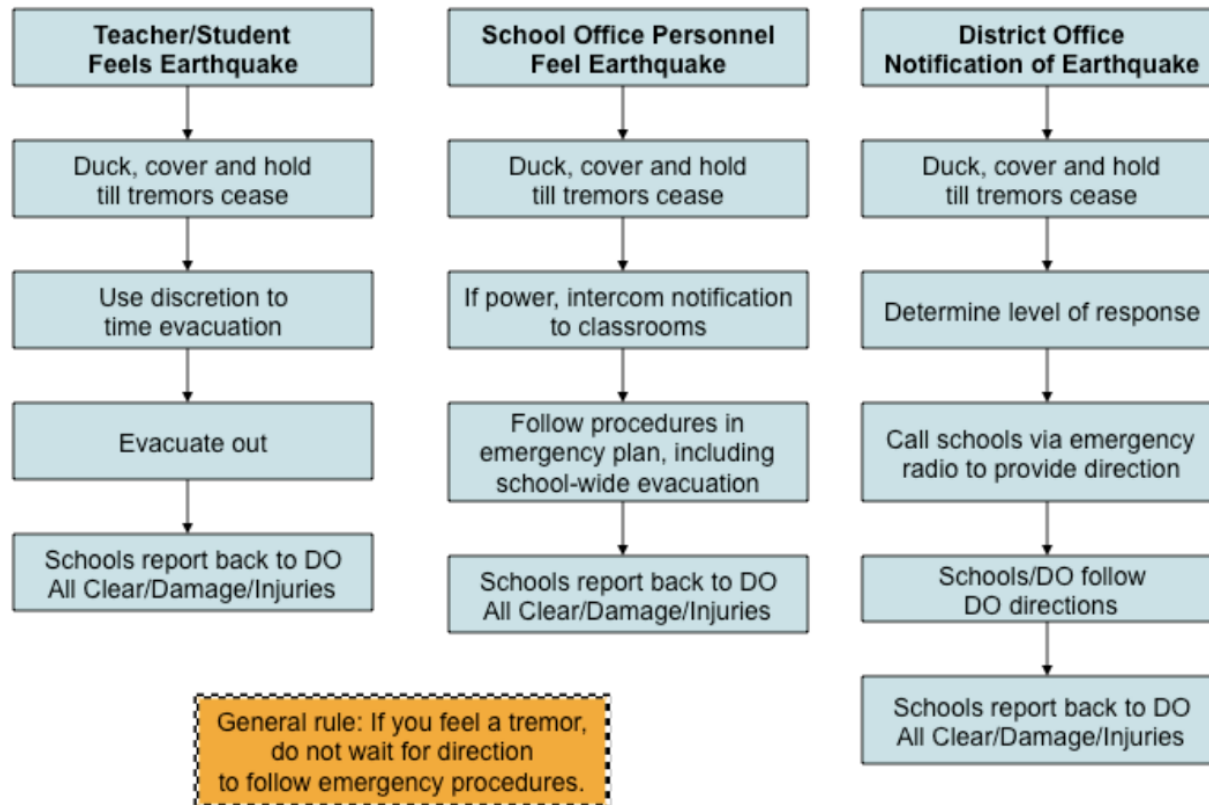 Teacher/Student
Feels Earthquake
Duck, cover and hold
till tremors cease
Use discretion to
time evacuation
Evacuate out
Schools report back to DO
All Clear/Damage/Injuries
School Office Personnel
Feel Earthquake
Duck, cover and hold
till tremors cease
If power, intercom notification
to classrooms
Follow procedures in
emergency plan, including
school-wide evacuation
Schools report back to DO
All Clear/Damage/Injuries
District Office
Notification of Earthquake
Duck, cover and hold
till tremors cease
Determine level of response
Call schools via emergency
radio to provide direction
Schools/DO follow
DO directions
Schools report back to DO
All Clear/Damage/Injuries
General rule: If you feel a tremor,
do not wait for direction
to follow emergency procedures.